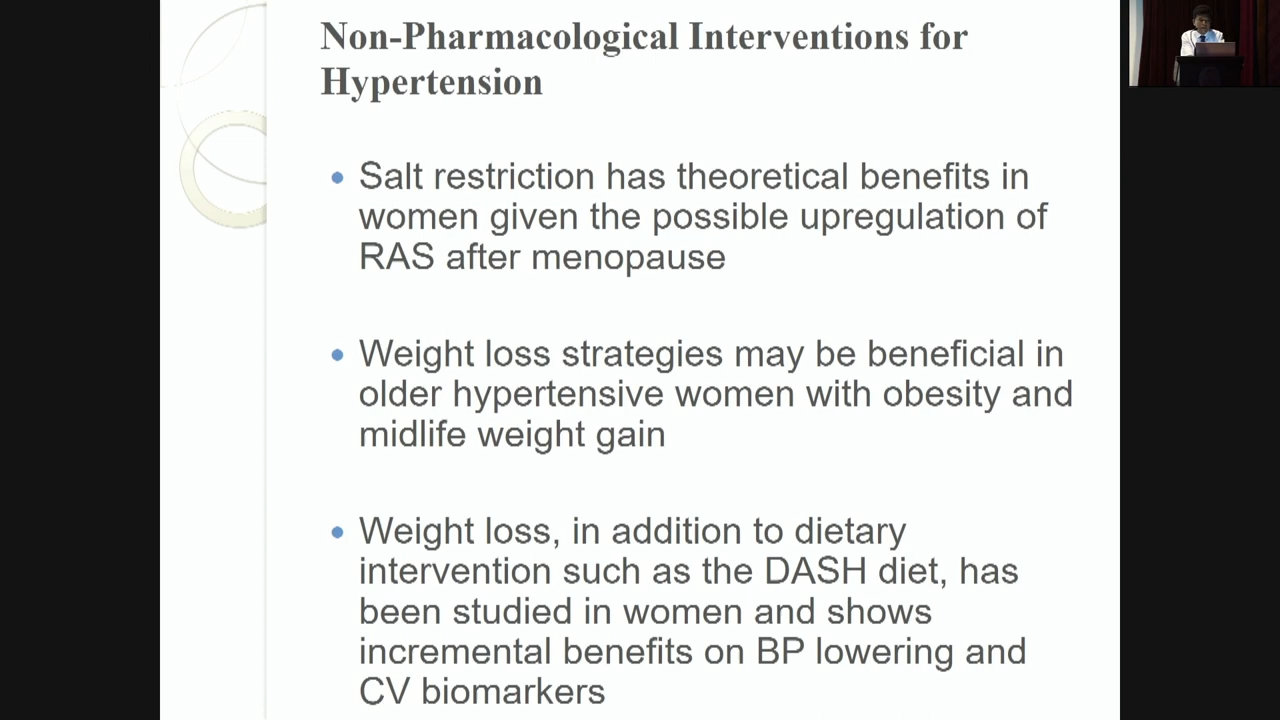 Non-Pharmacological Interventions for
Hypertension
• Salt restriction has theoretical benefits in
women given the possible upregulation of
RAS after menopause
• Weight loss strategies may be beneficial in
older hypertensive women with obesity and
midlife weight gain
• Weight loss, in addition to dietary
intervention such as the DASH diet, has
been studied in women and shows
incremental benefits on BP lowering and
CV biomarkers